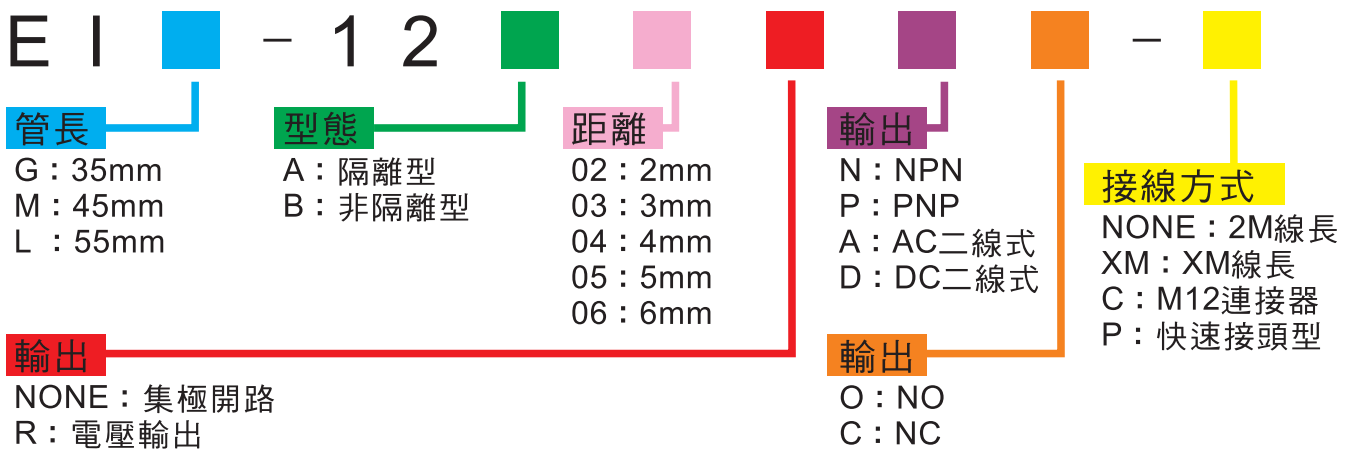 EI - 12 -
管長
G：35mm
M：45mm
L ：55mm
型態
A：隔離型
B：非隔離型
距離
02：2mm
03：3mm
04：4mm
05：5mm
06：6mm
輸出
N：NPN
P：PNP
A：AC二線式
D：DC二線式
接線方式
NONE：2M線長
XM：XM線長
C：M12連接器
P：快速接頭型
輸出
NONE：集極開路
R：電壓輸出
輸出
O：NO
C：NC